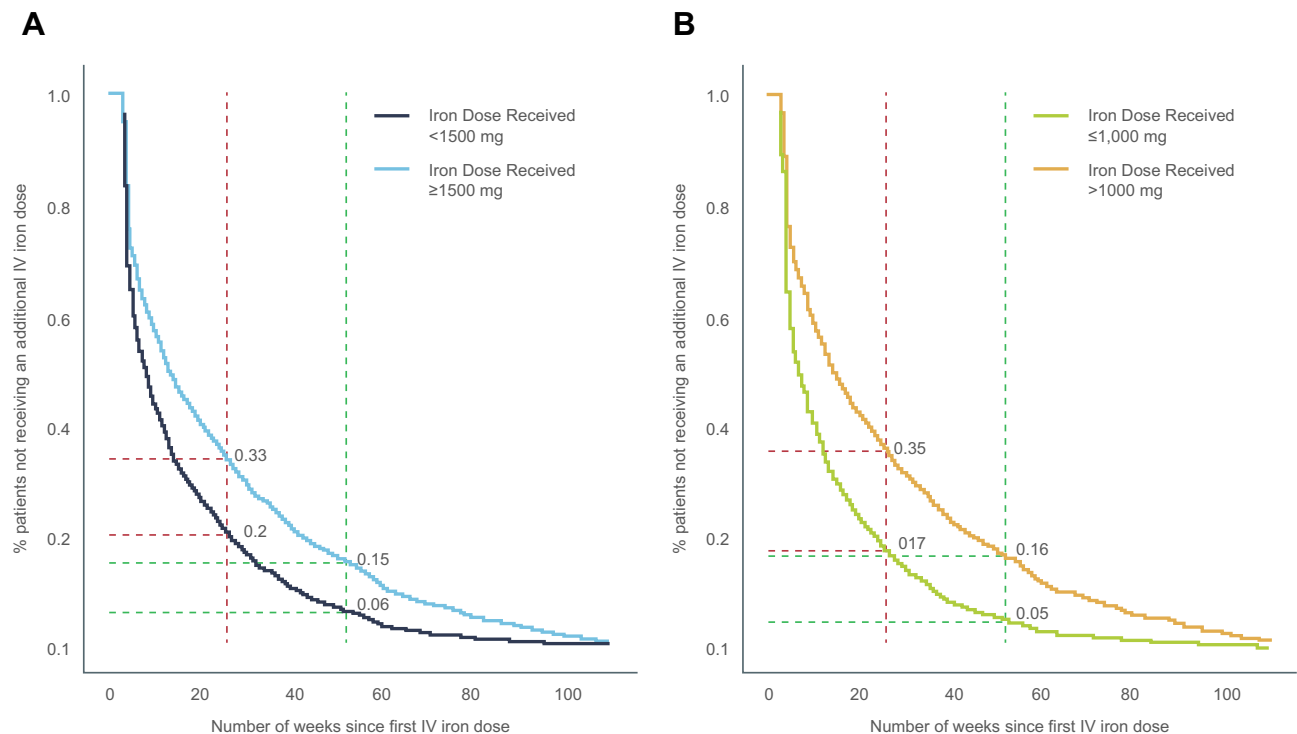 A
% patients not receiving an additional IV iron dose
1.0
0.8
0.6
0.4
0.2
0.1
Iron Dose Received
<1500 mg
Iron Dose Received
≥1500 mg
0.33
0.2
0.15
0.06
0 20 40 60 80 100
Number of weeks since first IV iron dose
B
% patients not receiving an additional IV iron dose
1.0
0.8
0.6
0.4
0.2
0.1
Iron Dose Received
≤1,000 mg
Iron Dose Received
>1000 mg
0.35
017
0.16
0.05
0 20 40 60 80 100
Number of weeks since first IV iron dose